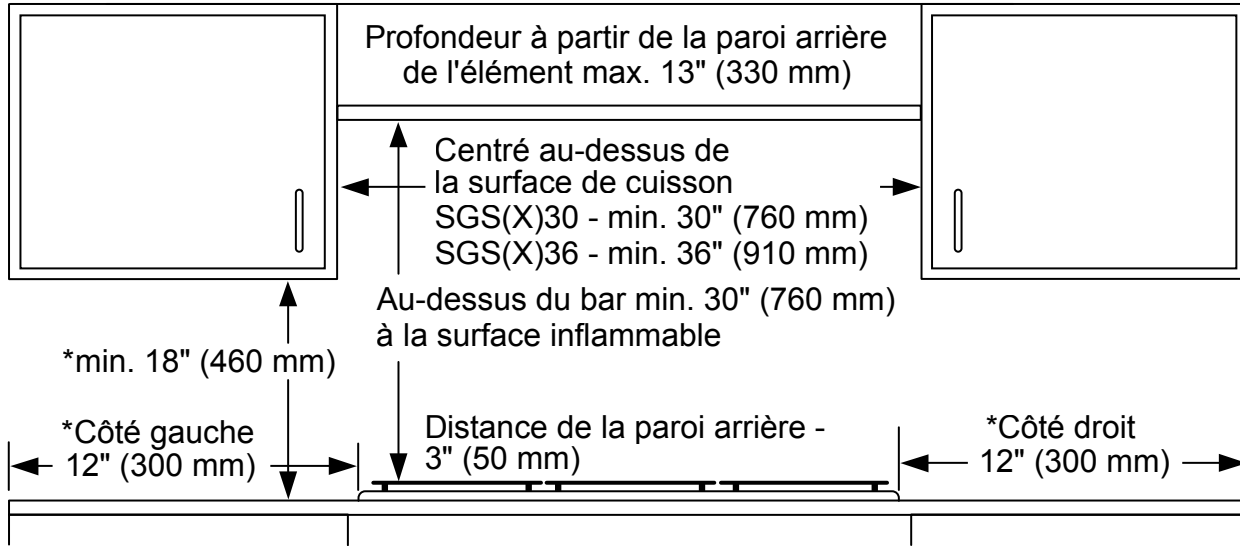 Profondeur à partir de la paroi arrière
de l'élément max. 13" (330 mm)
Centré au-dessus de
la surface de cuisson
SGS(X)30 - min. 30" (760 mm)
SGS(X)36 - min. 36" (910 mm)
Au-dessus du bar min. 30" (760 mm)
à la surface inflammable
*min. 18" (460 mm)
*Côté gauche
12" (300 mm)
Distance de la paroi arrière -
3" (50 mm)
*Côté droit
12" (300 mm)